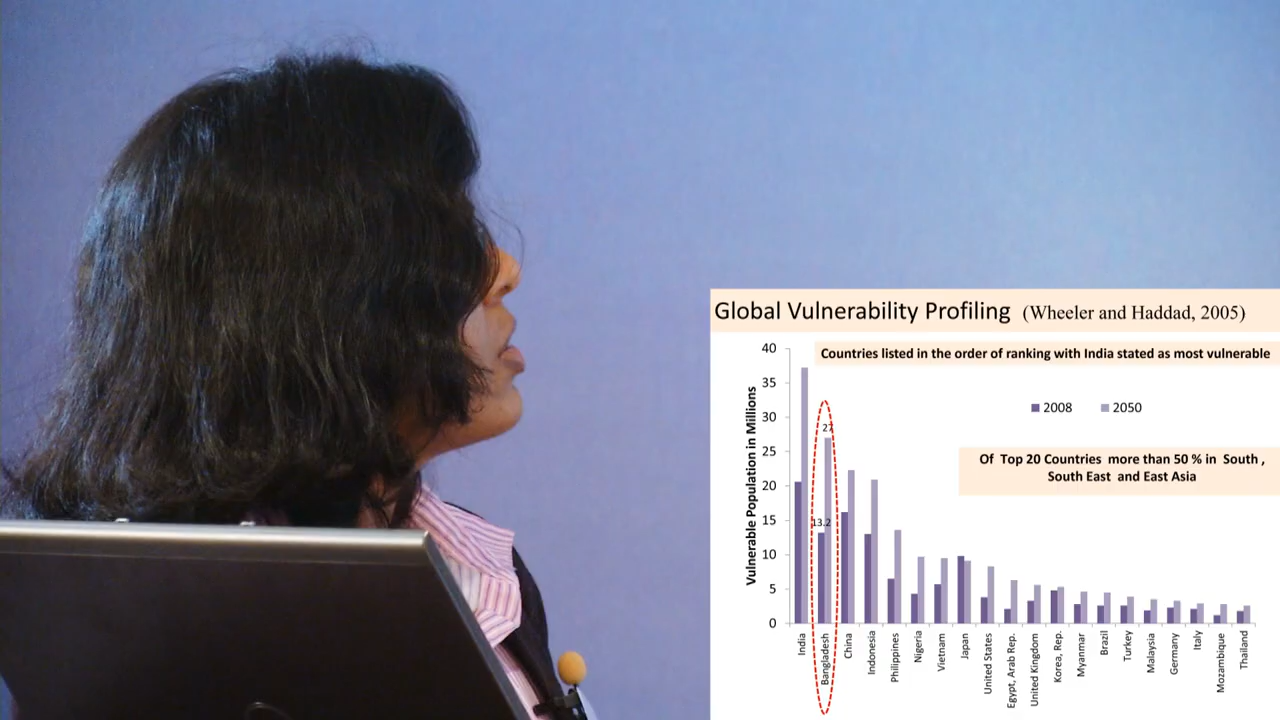 Global Vulnerability Profiling (Wheeler and Haddad, 2005)
Countries listed in the order of ranking with India stated as most vulnerable
2008 2050
Of Top 20 Countries more than 50 % in South ,
South East and East Asia
Vulnerable Population in Millions
40
35
30
25
20
15
10
5
0
27
13.2
India
Bangladesh
China
Indonesia
Philippines
Nigeria
Vietnam
Japan
United States
Egypt, Arab Rep.
United Kingdom
Korea, Rep.
Myanmar
Brazil
Turkey
Malaysia
Germany
Italy
Mozambique
Thailand